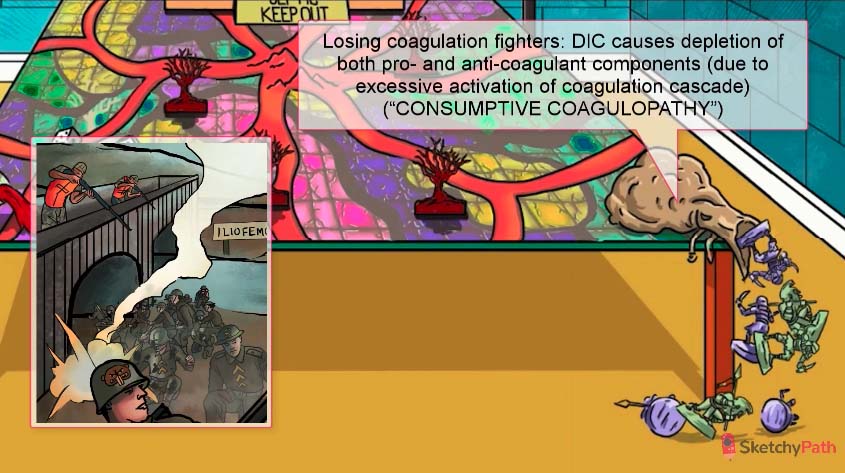 KEEP OUT
Losing coagulation fighters: DIC causes depletion of
both pro- and anti-coagulant components (due to
excessive activation of coagulation cascade)
("CONSUMPTIVE COAGULOPATHY")
ILIOFEMO
SketchyPath